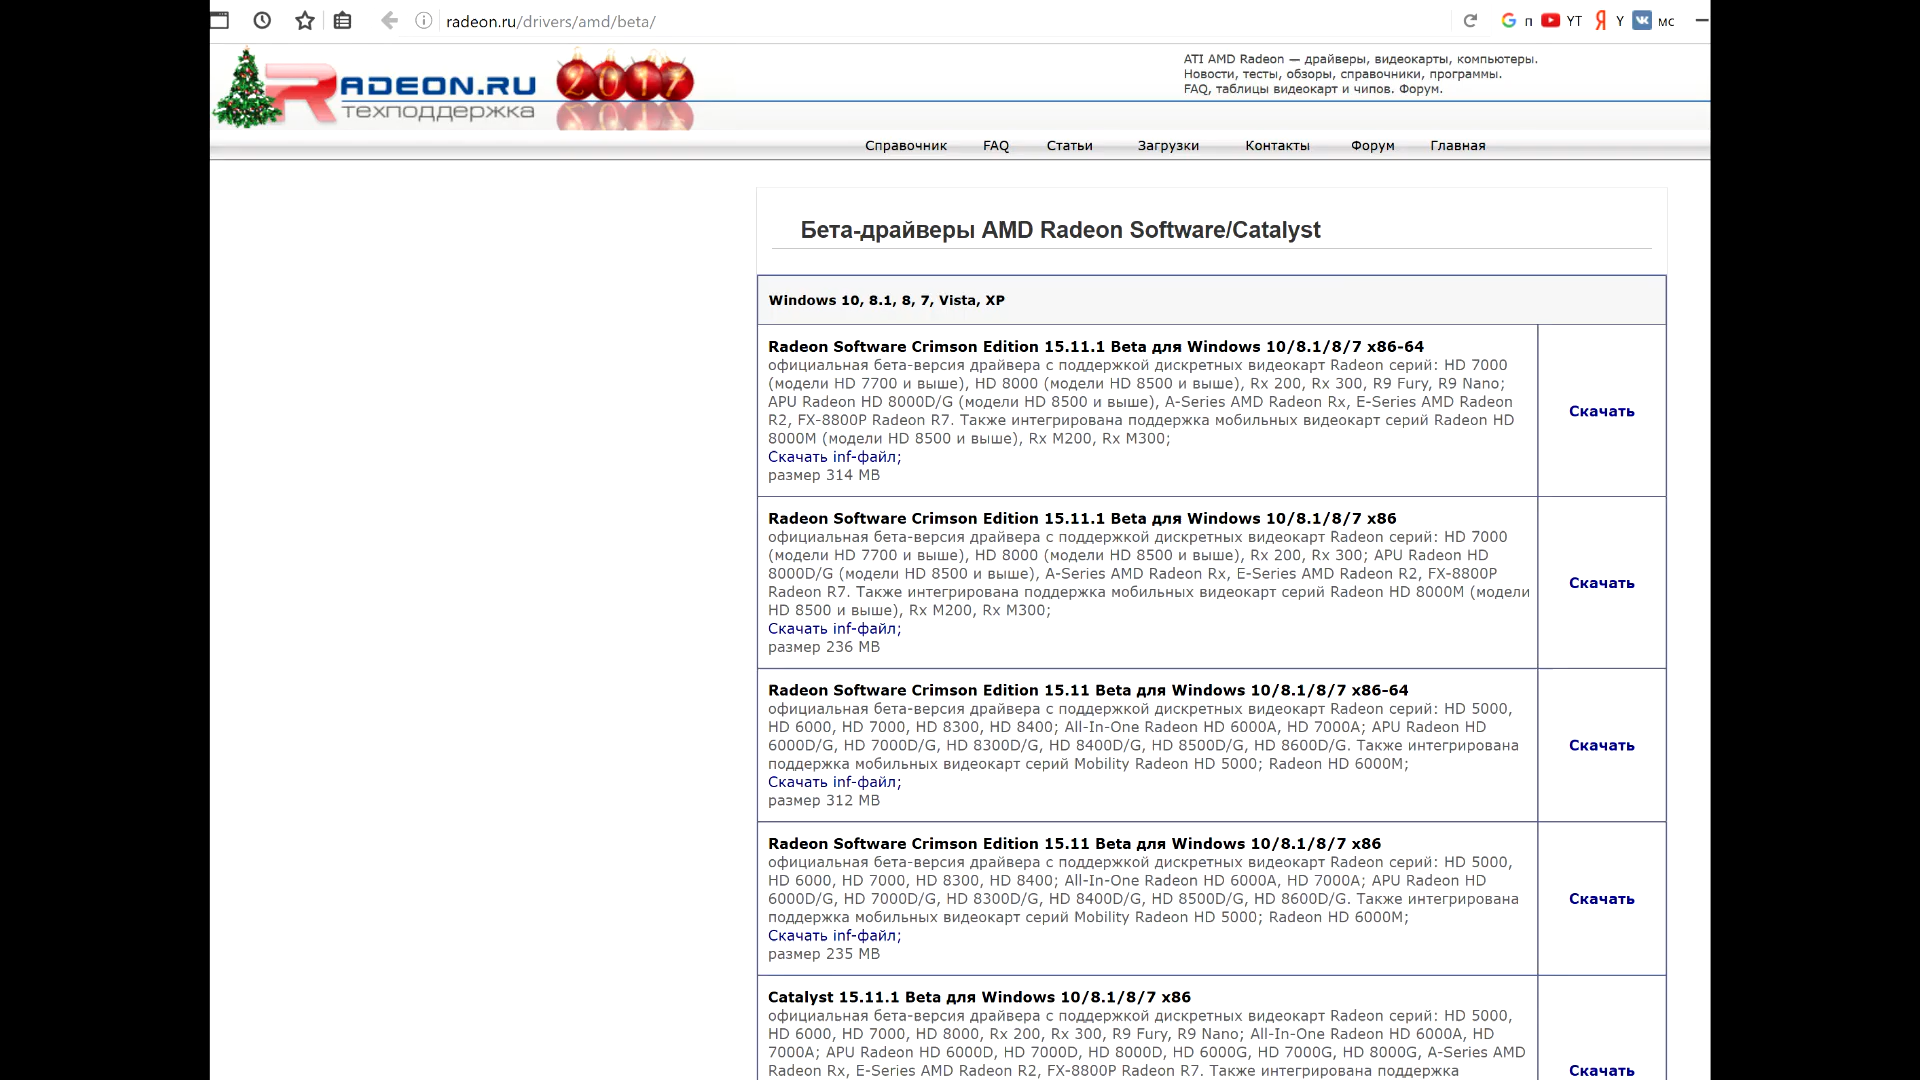 radeon.ru/drivers/amd/beta/
п
YT
Y
мс
RADEON.RU
техподдержка
2017
ATI AMD Radeon — драйверы, видеокарты, компьютеры.
Новости, тесты, обзоры, справочники, программы.
FAQ, таблицы видеокарт и чипов. Форум.
Справочник FAQ Статьи Загрузки Контакты Форум Главная
Бета-драйверы AMD Radeon Software/Catalyst
Windows 10, 8.1, 8, 7, Vista, XP
Radeon Software Crimson Edition 15.11.1 Beta для Windows 10/8.1/8/7 x86-64
официальная бета-версия драйвера с поддержкой дискретных видеокарт Radeon серий: HD 7000
(модели HD 7700 и выше), HD 8000 (модели HD 8500 и выше), Rx 200, Rx 300, R9 Fury, R9 Nano;
APU Radeon HD 8000D/G (модели HD 8500 и выше), A-Series AMD Radeon Rx, E-Series AMD Radeon
R2, FX-8800P Radeon R7. Также интегрирована поддержка мобильных видеокарт серий Radeon HD
8000M (модели HD 8500 и выше), Rx M200, Rx M300;
Скачать inf-файл;
размер 314 MB
Скачать
Radeon Software Crimson Edition 15.11.1 Beta для Windows 10/8.1/8/7 x86
официальная бета-версия драйвера с поддержкой дискретных видеокарт Radeon серий: HD 7000
(модели HD 7700 и выше), HD 8000 (модели HD 8500 и выше), Rx 200, Rx 300; APU Radeon HD
8000D/G (модели HD 8500 и выше), A-Series AMD Radeon Rx, E-Series AMD Radeon R2, FX-8800P
Radeon R7. Также интегрирована поддержка мобильных видеокарт серий Radeon HD 8000M (модели
HD 8500 и выше), Rx M200, Rx M300;
Скачать inf-файл;
размер 236 MB
Скачать
Radeon Software Crimson Edition 15.11 Beta для Windows 10/8.1/8/7 x86-64
официальная бета-версия драйвера с поддержкой дискретных видеокарт Radeon серий: HD 5000,
HD 6000, HD 7000, HD 8300, HD 8400; All-In-One Radeon HD 6000A, HD 7000A; APU Radeon HD
6000D/G, HD 7000D/G, HD 8300D/G, HD 8400D/G, HD 8500D/G, HD 8600D/G. Также интегрирована
поддержка мобильных видеокарт серий Mobility Radeon HD 5000; Radeon HD 6000M;
Скачать inf-файл;
размер 312 MB
Скачать
Radeon Software Crimson Edition 15.11 Beta для Windows 10/8.1/8/7 x86
официальная бета-версия драйвера с поддержкой дискретных видеокарт Radeon серий: HD 5000,
HD 6000, HD 7000, HD 8300, HD 8400; All-In-One Radeon HD 6000A, HD 7000A; APU Radeon HD
6000D/G, HD 7000D/G, HD 8300D/G, HD 8400D/G, HD 8500D/G, HD 8600D/G. Также интегрирована
поддержка мобильных видеокарт серий Mobility Radeon HD 5000; Radeon HD 6000M;
Скачать inf-файл;
размер 235 MB
Скачать
Catalyst 15.11.1 Beta для Windows 10/8.1/8/7 x86
официальная бета-версия драйвера с поддержкой дискретных видеокарт Radeon серий: HD 5000,
HD 6000, HD 7000, HD 8000, Rx 200, Rx 300, R9 Fury, R9 Nano; All-In-One Radeon HD 6000A, HD
7000A; APU Radeon HD 6000D, HD 7000D, HD 8000D, HD 6000G, HD 7000G, HD 8000G, A-Series AMD
Radeon Rx, E-Series AMD Radeon R2, FX-8800P Radeon R7. Также интегрирована поддержка
Скачать